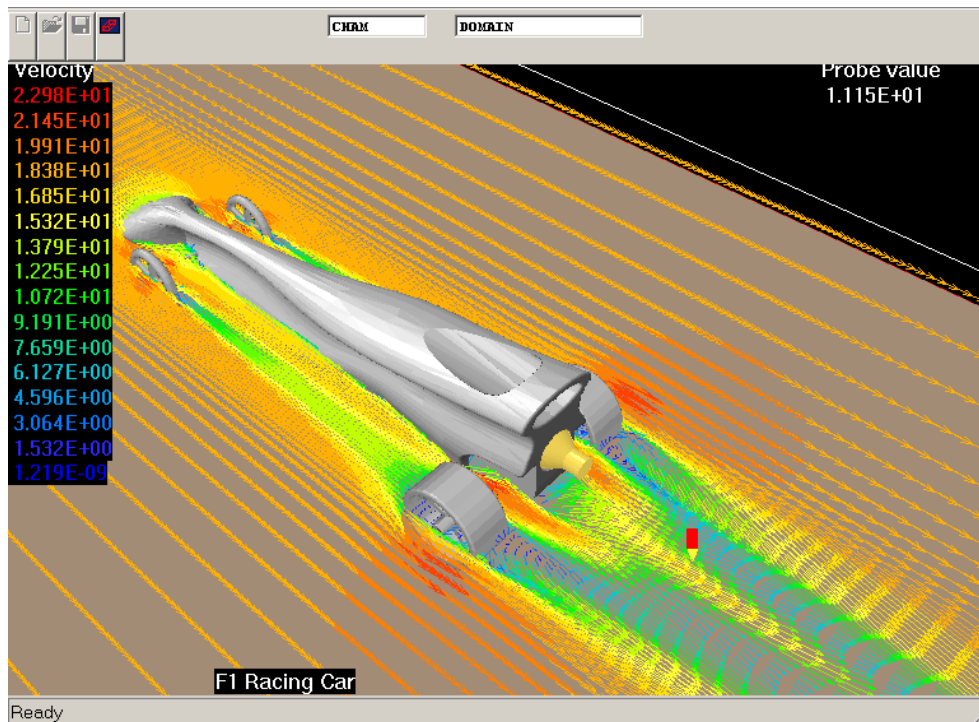 CHAM DOMAIN
Velocity
2.298E+01
2.145E+01
1.991E+01
1.838E+01
1.685E+01
1.532E+01
1.379E+01
1.225E+01
1.072E+01
9.191E+00
7.659E+00
6.127E+00
4.596E+00
3.064E+00
1.532E+00
1.219E-09
Probe value
1.115E+01
F1 Racing Car
Ready